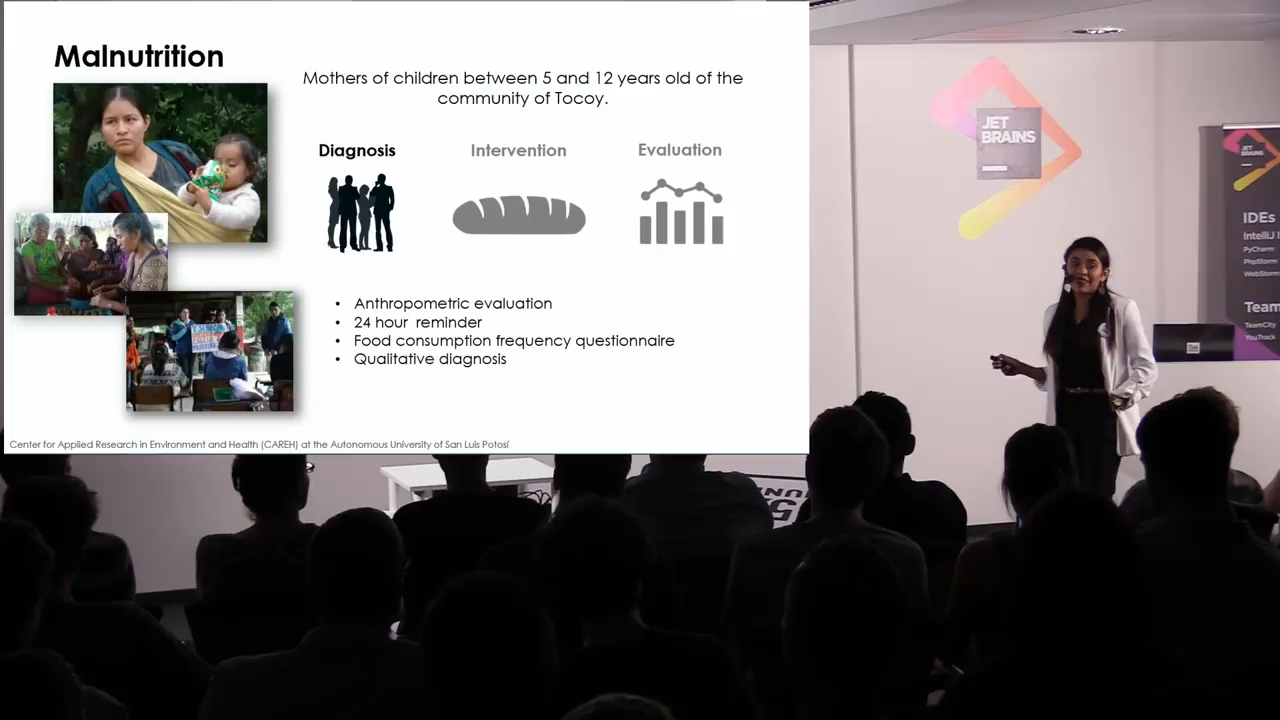 Malnutrition
Mothers of children between 5 and 12 years old of the
community of Tocoy.
Diagnosis
Intervention
Evaluation
• Anthropometric evaluation
• 24 hour reminder
• Food consumption frequency questionnaire
• Qualitative diagnosis
Center for Applied Research in Environment and Health (CAREH) at the Autonomous University of San Luis Potosí
JET
BRAINS
JET
BRAINS
IDEs
IntelliJ
PyCharm
PhpStorm
WebStorm
Team
TeamCity
YouTrack